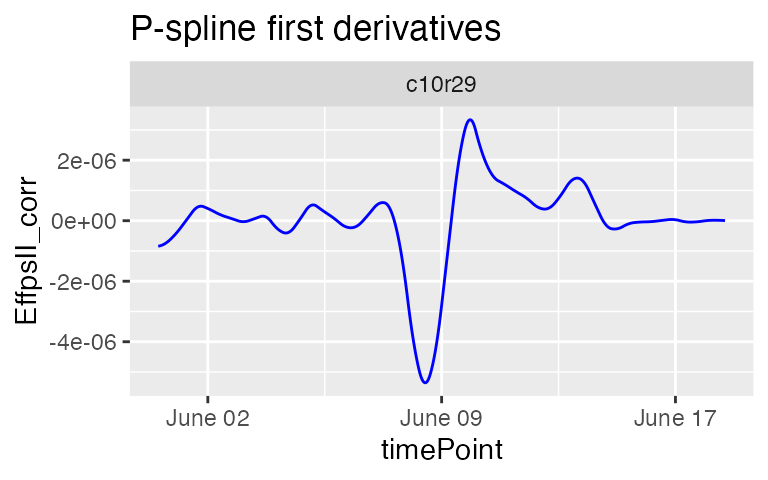 P-spline first derivatives
c10r29
EffpsII_corr
2e-06
0e+00
-2e-06
-4e-06
June 02
June 09
June 17
timePoint